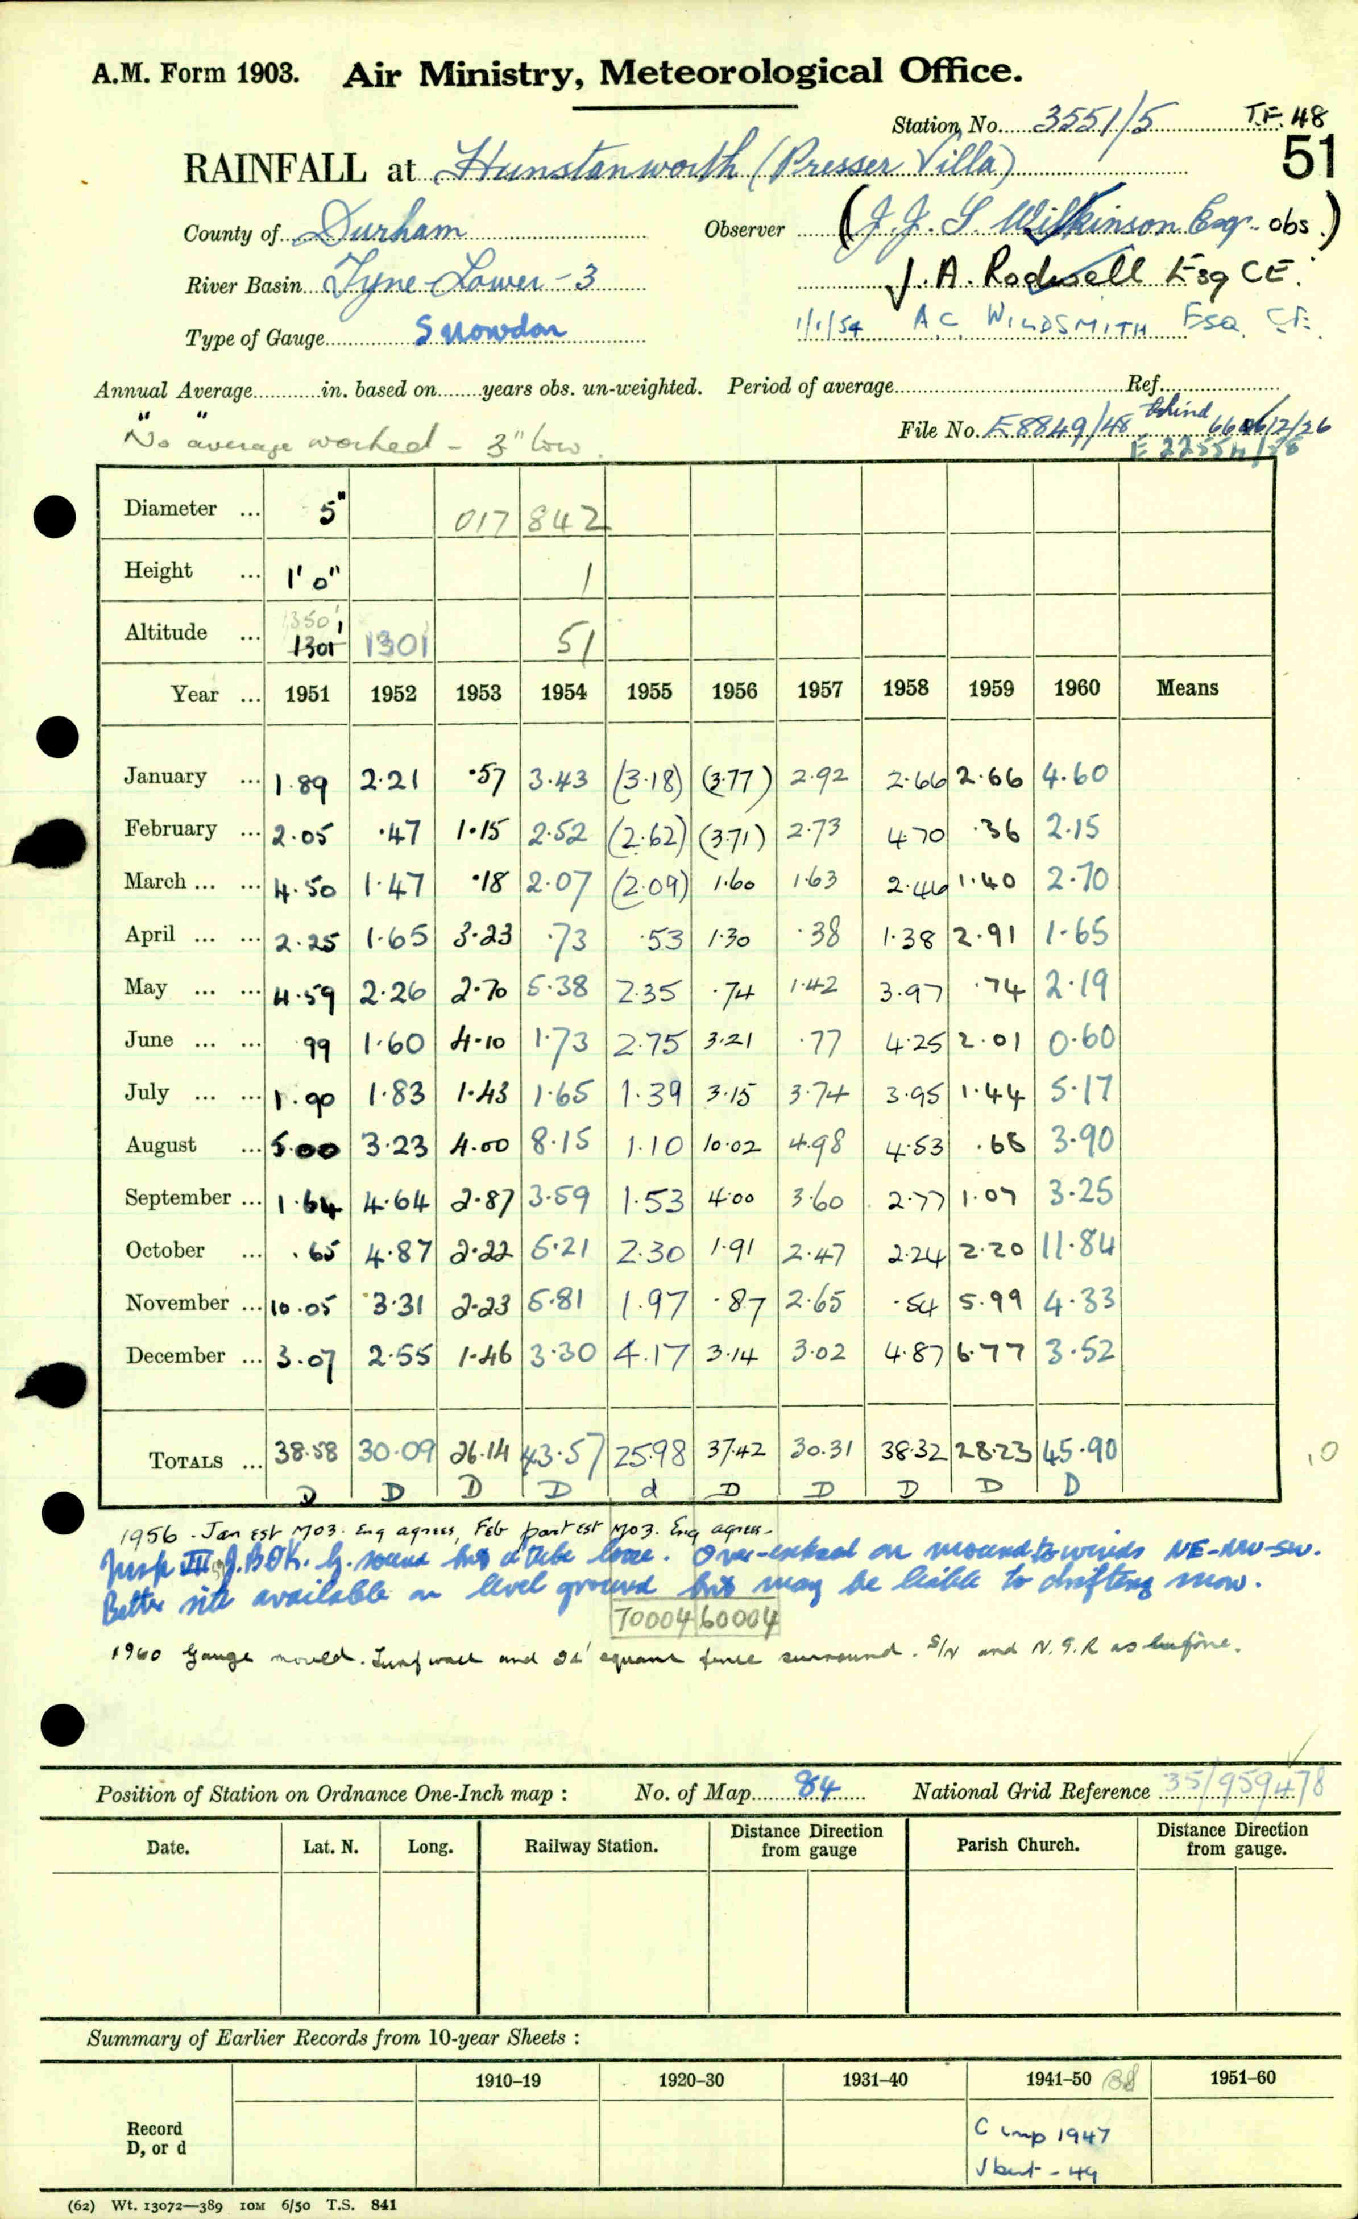 A.M. Form 1903. Air Ministry, Meteorological Office.
Station No. 3551/5 T.F. 48
51
RAINFALL at Hunstanworth (Presser Villa)
County of Durham Observer (J. J. S. Wilkinson Esqr. obs.)
River Basin Tyne Lower - 3 J. A. Rodwell Esq CE.
Type of Gauge Snowdon 1/1/54 A C WILDSMITH ESQ. C.E.
Annual Average in. based on years obs. un-weighted. Period of average Ref.
No "average" worked - 3" low. File No. E8849/48 behind
Diameter ... 5" 017 842
Height ... 1' 0" 1
Altitude ... 1350' 1301 1301 51
Year ... 1951 1952 1953 1954 1955 1956 1957 1958 1959 1960 Means
January ... 1.89 2.21 .57 3.43 (3.18) (3.77) 2.92 2.66 2.66 4.60
February ... 2.05 .47 1.15 2.52 (2.62) (3.71) 2.73 4.70 .36 2.15
March ... ... 4.50 1.47 .18 2.07 (2.09) 1.60 1.63 2.46 1.40 2.70
April ... ... 2.25 1.65 3.23 .73 .53 1.30 .38 1.38 2.91 1.65
May ... ... 4.59 2.26 2.70 5.38 2.35 .74 1.42 3.97 .74 2.19
June ... ... 99 1.60 4.10 1.73 2.75 3.21 .77 4.25 2.01 0.60
July ... ... 1.90 1.83 1.43 1.65 1.39 3.15 3.74 3.95 1.44 5.17
August ... 5.00 3.23 4.00 8.15 1.10 10.02 4.98 4.53 .68 3.90
September ... 1.64 4.64 2.87 3.59 1.53 4.00 3.60 2.77 1.07 3.25
October ... .65 4.87 2.22 5.21 2.30 1.91 2.47 2.24 2.20 11.84
November ... 10.05 3.31 2.23 5.81 1.97 .87 2.65 .54 5.99 4.33
December ... 3.07 2.55 1.46 3.30 4.17 3.14 3.02 4.87 6.77 3.52
TOTALS ... 38.58 30.09 26.14 43.57 25.98 37.42 30.31 38.32 28.23 45.90
D D D D d D D D D D
1956 - Jan est MO3. Eng agrees, Feb part est MO3. Eng agrees.
Insp III J.BOK. G. sound but a trifle loose. Over-exposed on mound to winds NE-NW-SW.
Better site available on level ground but may be liable to drifting snow.
70004 60004
1960 Gauge moved. Turf wall and square fence surround. S/N and N.G.R as before.
Position of Station on Ordnance One-Inch map : No. of Map 84 National Grid Reference 35/959478
Date. Lat. N. Long. Railway Station. Distance from Direction gauge Parish Church. Distance from Direction gauge.
Summary of Earlier Records from 10-year Sheets :
1910–19 1920–30 1931–40 1941–50 38 1951–60
Record
D, or d
C imp 1947
(62) Wt. 13072—389 10M 6/50 T.S. 841